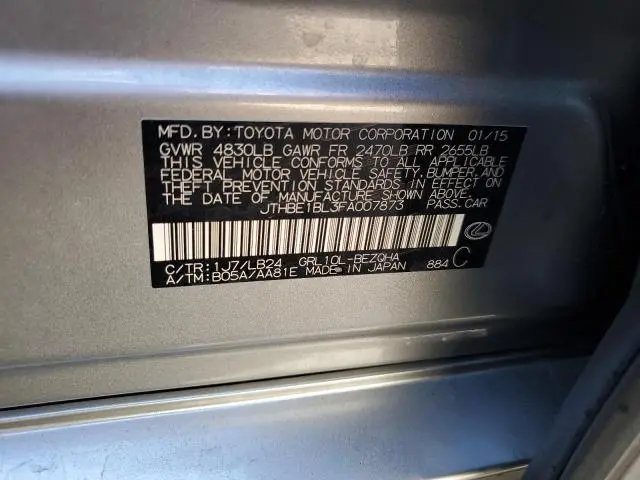 MFD. BY: TOYOTA MOTOR CORPORATION 01/15
GVWR 4830LB GAWR FR 2470LB RR 2655LB
THIS VEHICLE CONFORMS TO ALL APPLICABLE
FEDERAL MOTOR VEHICLE SAFETY, BUMPER, AND
THEFT PREVENTION STANDARDS IN EFFECT ON
THE DATE OF MANUFACTURE SHOWN ABOVE.
JTHBE1BL3FA007873 PASS.CAR
C/TR: 1J7/LB24 GRL10L-BEZQHA
A/TM: B05A/AA81E MADE IN JAPAN 884 C